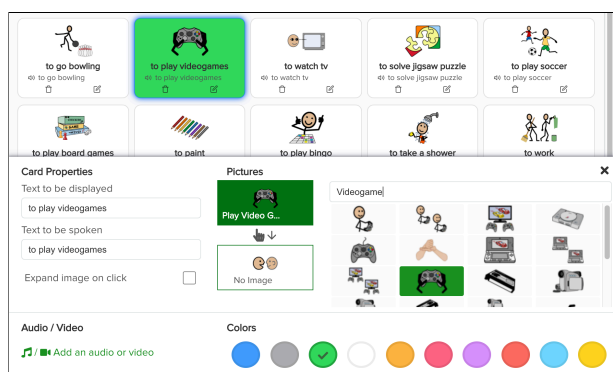 to go bowling
to go bowling
to play videogames
to play videogames
to watch tv
to watch tv
to solve jigsaw puzzle
to solve jigsaw puzzle
to play soccer
to play soccer
to play board games
to paint
to play bingo
to take a shower
to work
Card Properties
Text to be displayed
to play videogames
Text to be spoken
to play videogames
Expand image on click
Pictures
Play Video G...
No Image
Videogame
Audio / Video
/ Add an audio or video
Colors